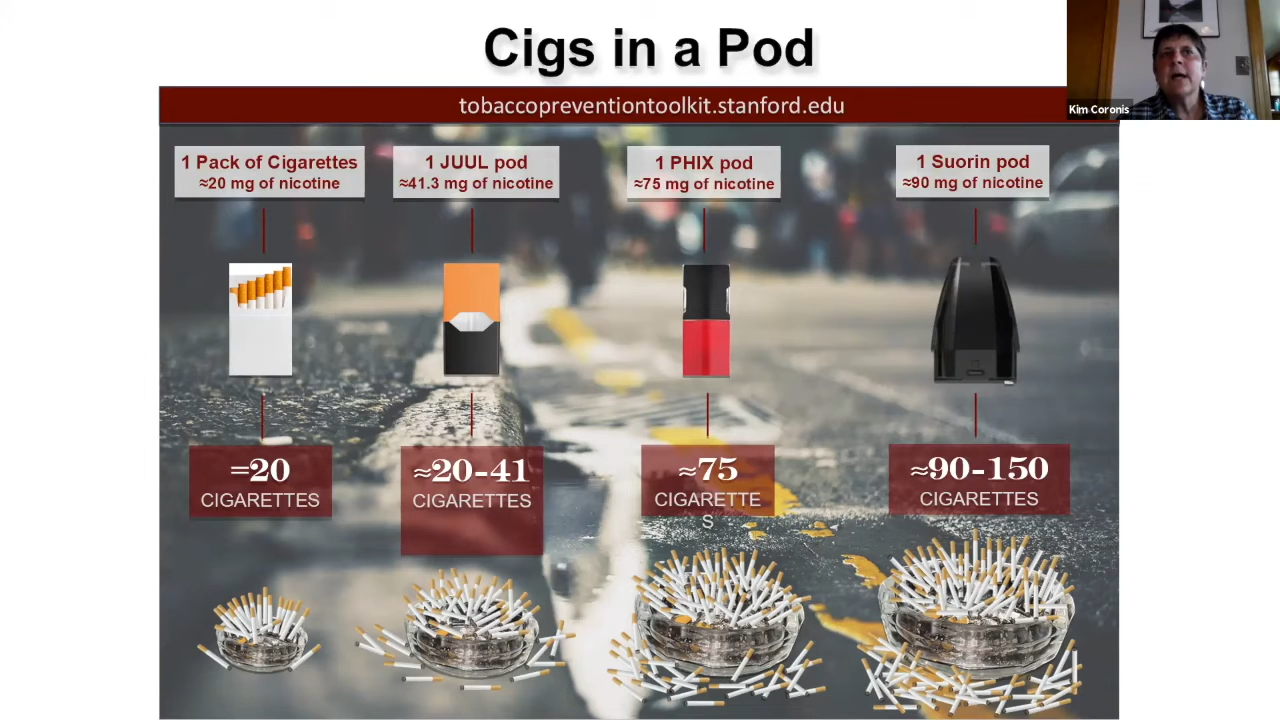 Cigs in a Pod
Kim Coronis
tobaccopreventiontoolkit.stanford.edu
1 Pack of Cigarettes
≈20 mg of nicotine
1 JUUL pod
≈41.3 mg of nicotine
1 PHIX pod
≈75 mg of nicotine
1 Suorin pod
≈90 mg of nicotine
=20
CIGARETTES
≈20-41
CIGARETTES
≈75
CIGARETTE
S
≈90-150
CIGARETTES